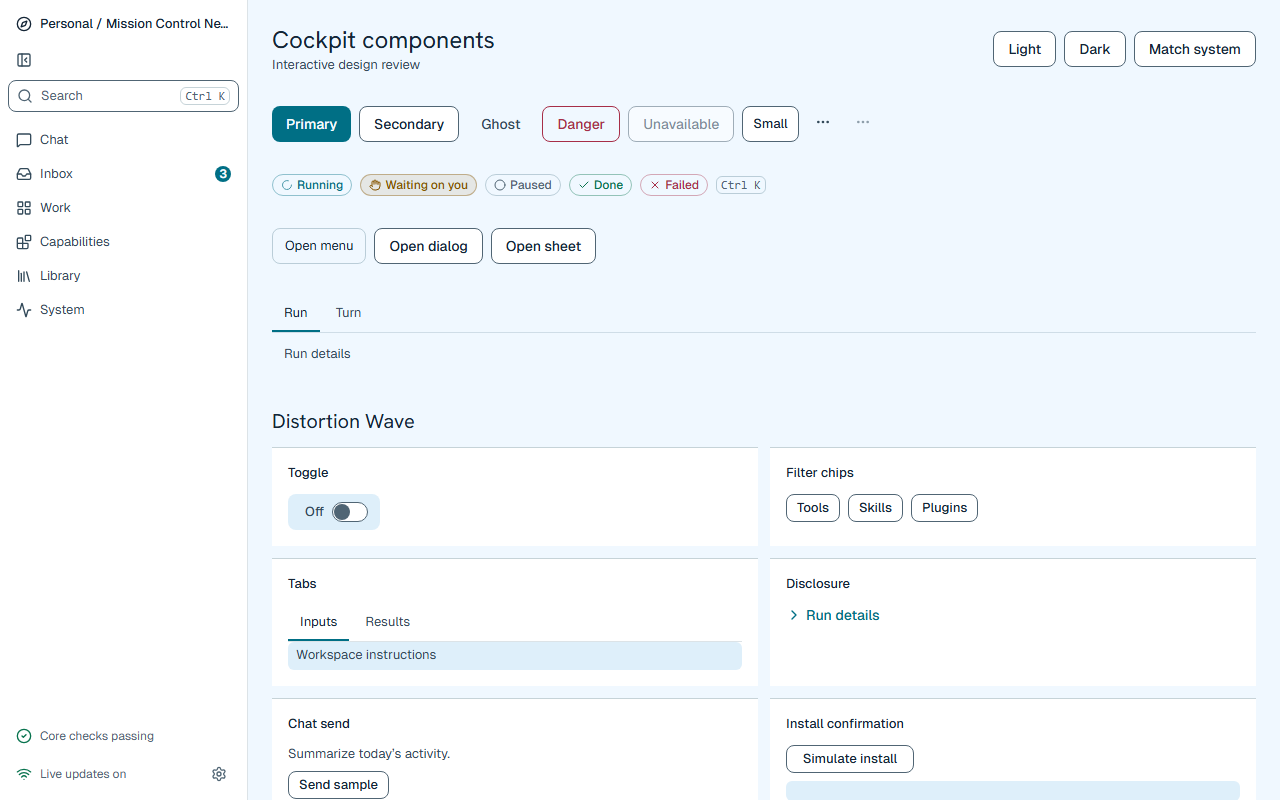 Personal / Mission Control Ne...
Search Ctrl K
Chat
Inbox 3
Work
Capabilities
Library
System
Core checks passing
Live updates on
Cockpit components
Interactive design review
Light Dark Match system
Primary Secondary Ghost Danger Unavailable Small ... ...
Running Waiting on you Paused Done Failed Ctrl K
Open menu Open dialog Open sheet
Run Turn
Run details
Distortion Wave
Toggle
Off
Filter chips
Tools Skills Plugins
Tabs
Inputs Results
Workspace instructions
Disclosure
Run details
Chat send
Summarize today's activity.
Send sample
Install confirmation
Simulate install